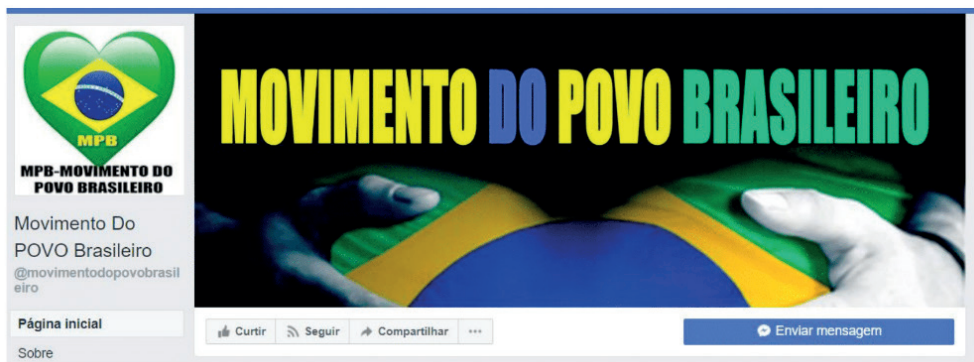 MPB
MPB-MOVIMENTO DO
POVO BRASILEIRO
MOVIMENTO DO POVO BRASILEIRO
Movimento Do
POVO Brasileiro
@movimentodopovobrasil
eiro
Página inicial
Sobre
Curtir Seguir Compartilhar ...
Enviar mensagem